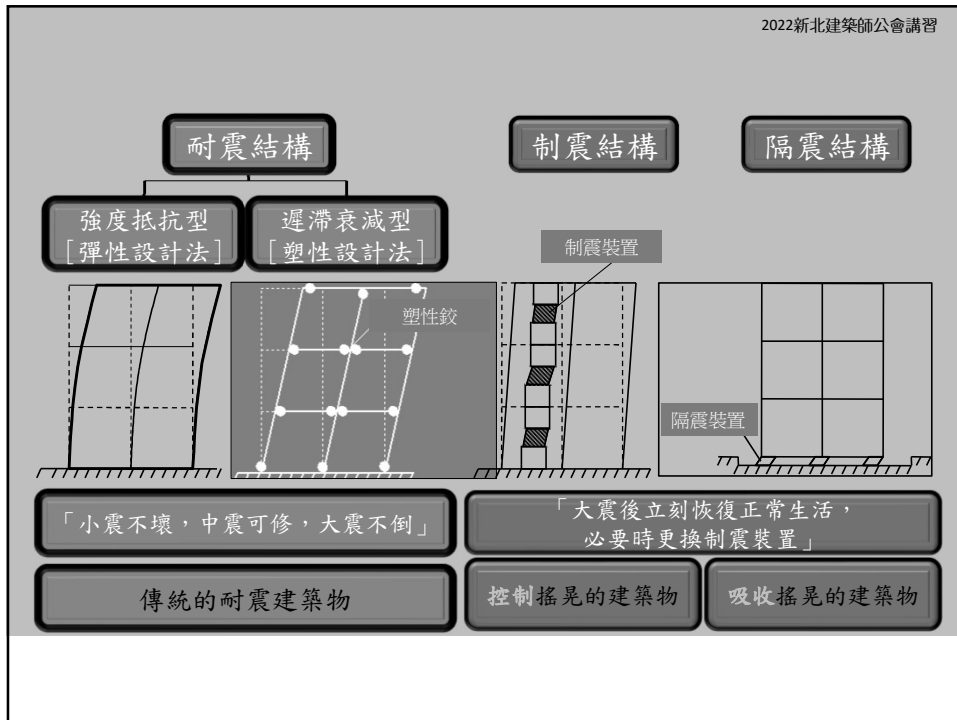 2022新北建築師公會講習
耐震結構
制震結構
隔震結構
強度抵抗型
［彈性設計法］
遲滯衰減型
［塑性設計法］
制震裝置
塑性鉸
隔震裝置
「小震不壞，中震可修，大震不倒」
「大震後立刻恢復正常生活，
必要時更換制震裝置」
傳統的耐震建築物
控制搖晃的建築物
吸收搖晃的建築物